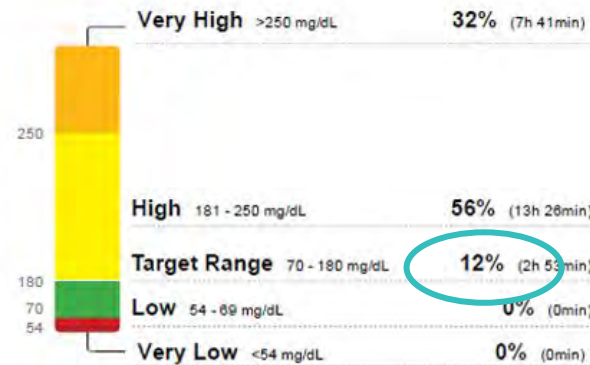 Very High >250 mg/dL 32% (7h 41min)
250
High 181 - 250 mg/dL 56% (13h 26min)
Target Range 70 - 180 mg/dL 12% (2h 53min)
180
70
Low 54 - 69 mg/dL 0% (0min)
54
Very Low <54 mg/dL 0% (0min)